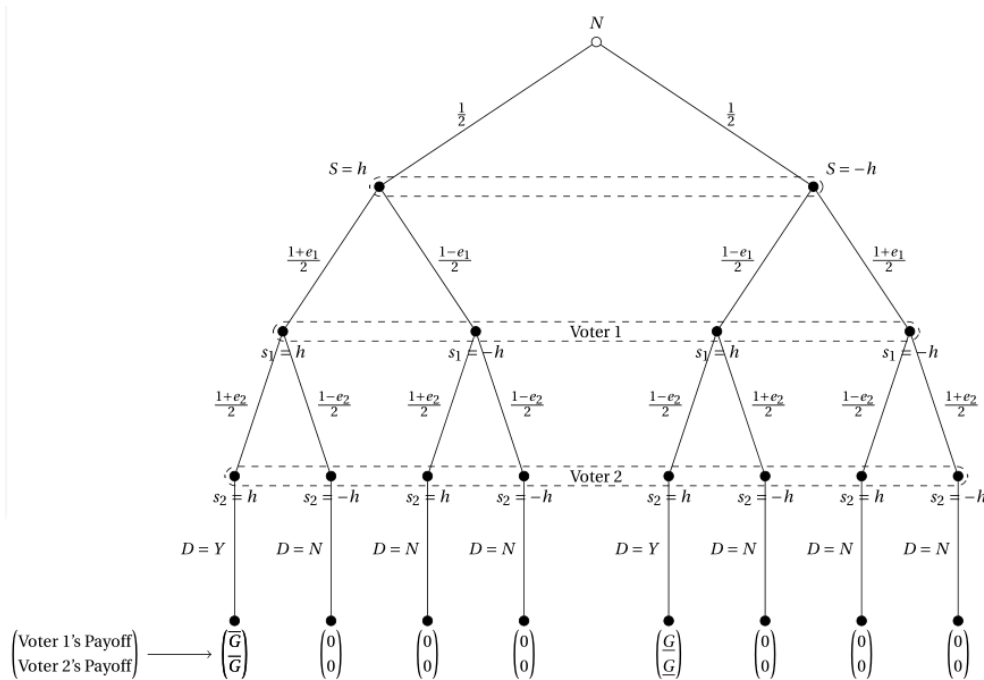 N
1/2 1/2
S = h S = −h
1+e₁/2 1−e₁/2 1−e₁/2 1+e₁/2
Voter 1
s₁ = h s₁ = −h s₁ = h s₁ = −h
1+e₂/2 1−e₂/2 1+e₂/2 1−e₂/2 1−e₂/2 1+e₂/2 1−e₂/2 1+e₂/2
Voter 2
s₂ = h s₂ = −h s₂ = h s₂ = −h s₂ = h s₂ = −h s₂ = h s₂ = −h
D = Y D = N D = N D = N D = Y D = N D = N D = N
Voter 1's Payoff G̅ 0 0 0 G̲ 0 0 0
Voter 2's Payoff G̅ 0 0 0 G̲ 0 0 0